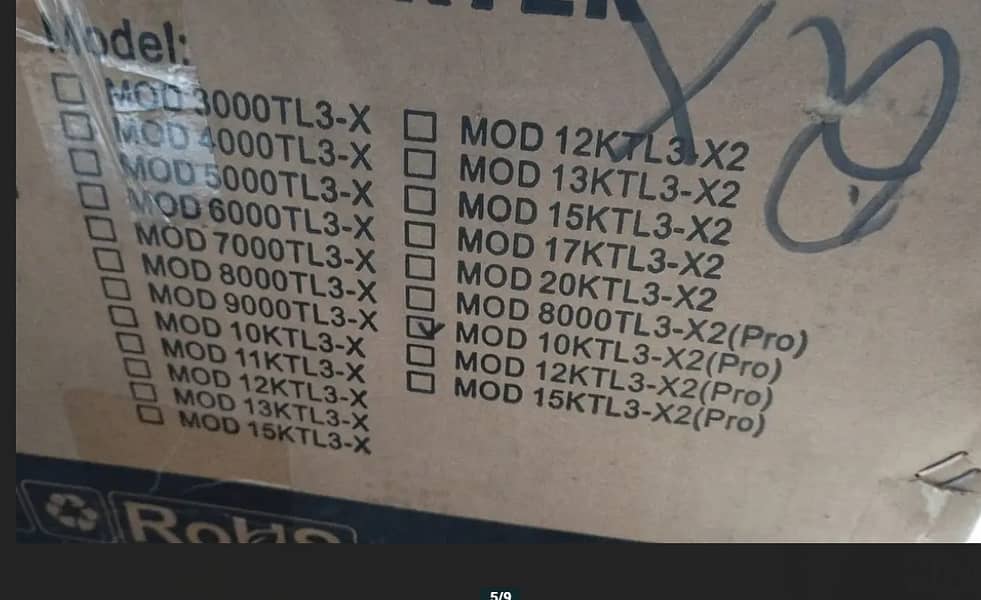 Model:
MOD 3000TL3-X
MOD 4000TL3-X
MOD 5000TL3-X
MOD 6000TL3-X
MOD 7000TL3-X
MOD 8000TL3-X
MOD 9000TL3-X
MOD 10KTL3-X
MOD 11KTL3-X
MOD 12KTL3-X
MOD 13KTL3-X
MOD 15KTL3-X
MOD 12KTL3-X2
MOD 13KTL3-X2
MOD 15KTL3-X2
MOD 17KTL3-X2
MOD 20KTL3-X2
MOD 8000TL3-X2(Pro)
MOD 10KTL3-X2(Pro)
MOD 12KTL3-X2(Pro)
MOD 15KTL3-X2(Pro)
RoHS
5/9